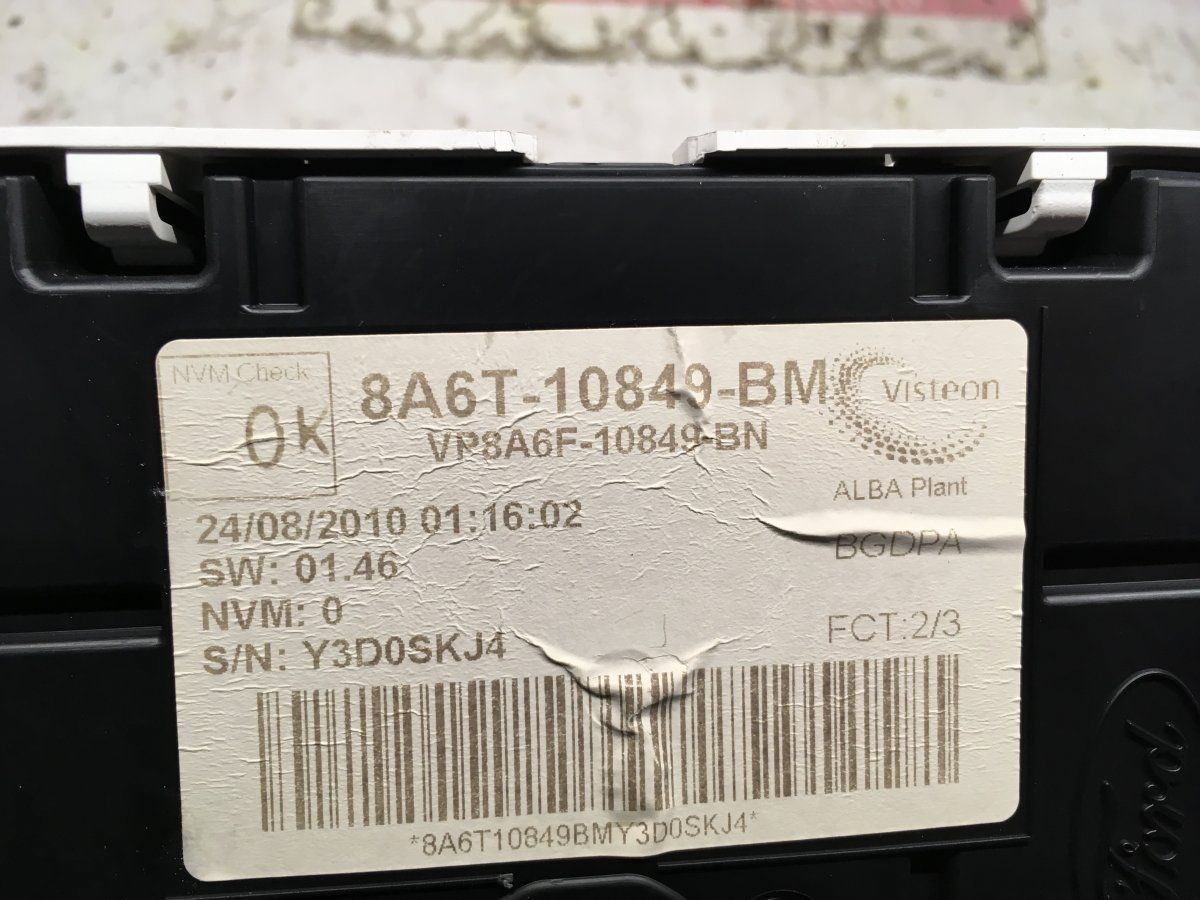 NVM Check
OK
8A6T-10849-BM
VP8A6F-10849-BN
Visteon
ALBA Plant
24/08/2010 01:16:02
BGDPA
SW: 01.46
NVM: 0
FCT:2/3
S/N: Y3D0SKJ4
*8A6T10849BMY3D0SKJ4*
Ford